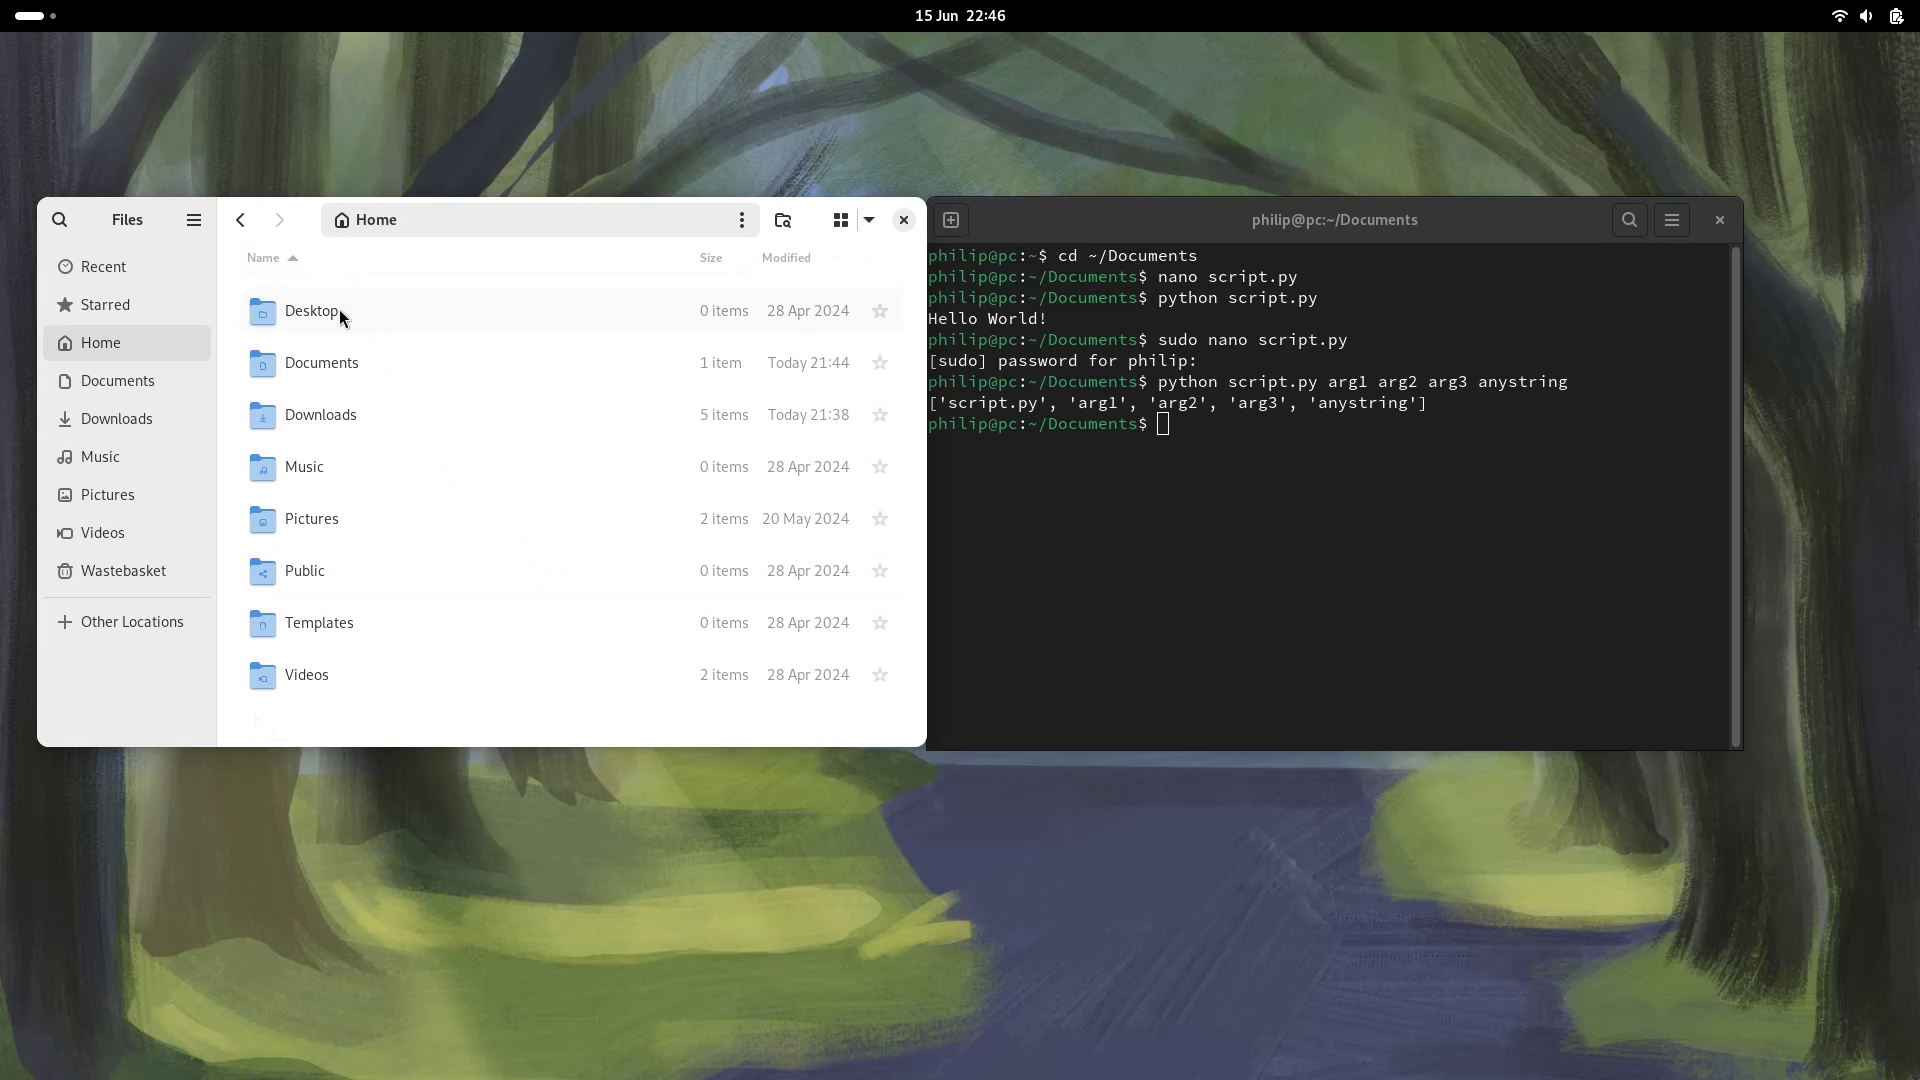 15 Jun 22:46
Files
Home
Recent
Starred
Home
Documents
Downloads
Music
Pictures
Videos
Wastebasket
Other Locations
Name Size Modified
Desktop 0 items 28 Apr 2024
Documents 1 item Today 21:44
Downloads 5 items Today 21:38
Music 0 items 28 Apr 2024
Pictures 2 items 20 May 2024
Public 0 items 28 Apr 2024
Templates 0 items 28 Apr 2024
Videos 2 items 28 Apr 2024
philip@pc:~/Documents
philip@pc:~$ cd ~/Documents
philip@pc:~/Documents$ nano script.py
philip@pc:~/Documents$ python script.py
Hello World!
philip@pc:~/Documents$ sudo nano script.py
[sudo] password for philip:
philip@pc:~/Documents$ python script.py arg1 arg2 arg3 anystring
['script.py', 'arg1', 'arg2', 'arg3', 'anystring']
philip@pc:~/Documents$